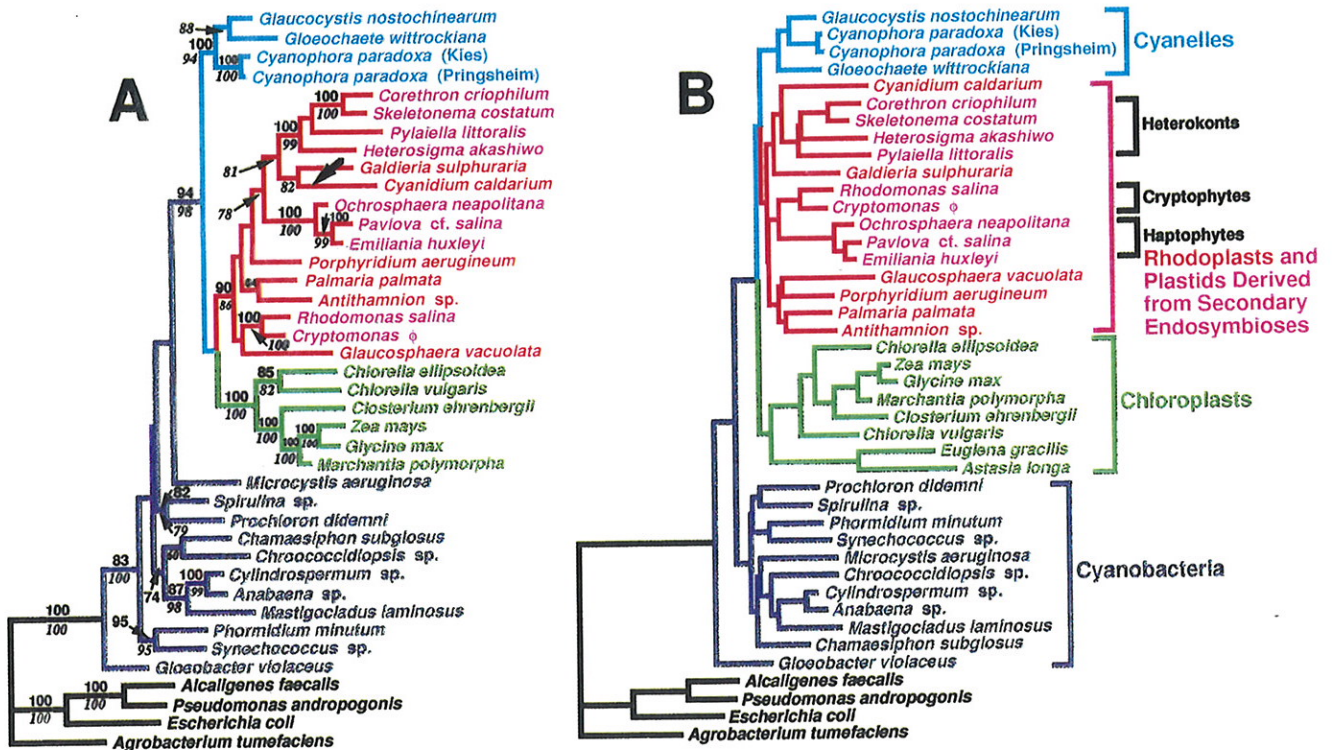 A
Glaucocystis nostochinearum
Gloeochaete wittrockiana
Cyanophora paradoxa (Kies)
Cyanophora paradoxa (Pringsheim)
Corethron criophilum
Skeletonema costatum
Pylaiella littoralis
Heterosigma akashiwo
Galdieria sulphuraria
Cyanidium caldarium
Ochrosphaera neapolitana
Pavlova cf. salina
Emiliania huxleyi
Porphyridium aerugineum
Palmaria palmata
Antithamnion sp.
Rhodomonas salina
Cryptomonas ϕ
Glaucosphaera vacuolata
Chlorella ellipsoidea
Chlorella vulgaris
Closterium ehrenbergii
Zea mays
Glycine max
Marchantia polymorpha
Microcystis aeruginosa
Spirulina sp.
Prochloron didemni
Chamaesiphon subglosus
Chroococcidiopsis sp.
Cylindrospermum sp.
Anabaena sp.
Mastigocladus laminosus
Phormidium minutum
Synechococcus sp.
Gloeobacter violaceus
Alcaligenes faecalis
Pseudomonas andropogonis
Escherichia coli
Agrobacterium tumefaciens
88
100
94
100
100
100
100
100
99
81
82
78
100
100
100
99
90
86
100
100
94
98
85
82
100
100
100
100
100
100
100
82
79
74
83
100
100
99
87
98
95
95
100
100
100
100
100
100
B
Glaucocystis nostochinearum
Cyanophora paradoxa (Kies)
Cyanophora paradoxa (Pringsheim)
Gloeochaete wittrockiana
Cyanelles
Cyanidium caldarium
Corethron criophilum
Skeletonema costatum
Heterosigma akashiwo
Pylaiella littoralis
Heterokonts
Galdieria sulphuraria
Rhodomonas salina
Cryptomonas ϕ
Cryptophytes
Ochrosphaera neapolitana
Pavlova cf. salina
Emiliania huxleyi
Haptophytes
Glaucosphaera vacuolata
Porphyridium aerugineum
Palmaria palmata
Antithamnion sp.
Rhodoplasts and
Plastids Derived
from Secondary
Endosymbioses
Chlorella ellipsoidea
Zea mays
Glycine max
Marchantia polymorpha
Closterium ehrenbergii
Chlorella vulgaris
Euglena gracilis
Astasia longa
Chloroplasts
Prochloron didemni
Spirulina sp.
Phormidium minutum
Synechococcus sp.
Microcystis aeruginosa
Chroococcidiopsis sp.
Cylindrospermum sp.
Anabaena sp.
Mastigocladus laminosus
Chamaesiphon subglosus
Gloeobacter violaceus
Cyanobacteria
Alcaligenes faecalis
Pseudomonas andropogonis
Escherichia coli
Agrobacterium tumefaciens